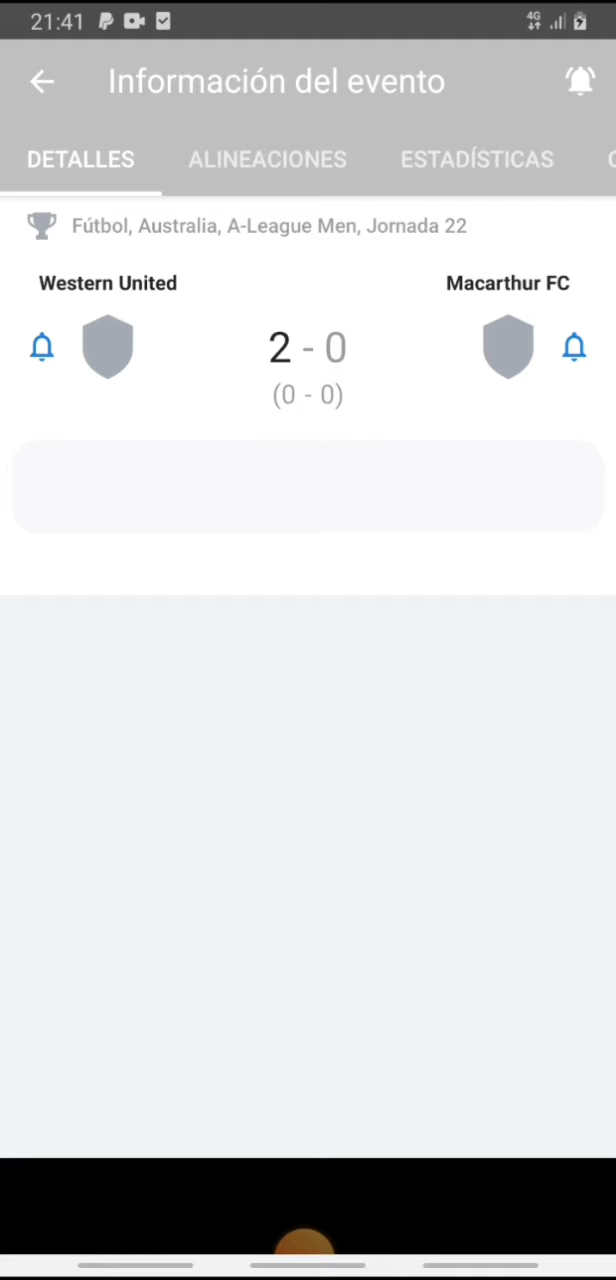 21:41
4G
Información del evento
DETALLES ALINEACIONES ESTADÍSTICAS
Fútbol, Australia, A-League Men, Jornada 22
Western United Macarthur FC
2 - 0
(0 - 0)